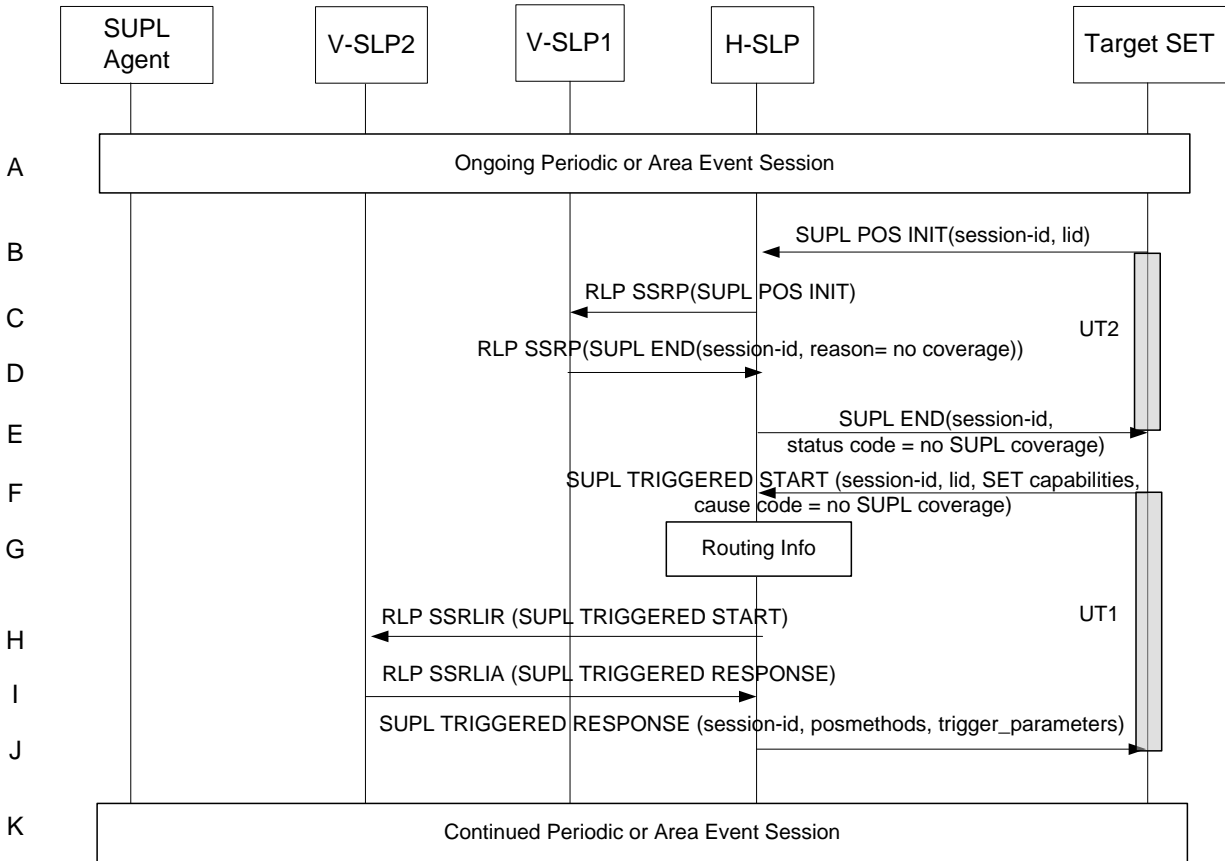 SUPL
Agent
V-SLP2
V-SLP1
H-SLP
Target SET
A
Ongoing Periodic or Area Event Session
B
SUPL POS INIT(session-id, lid)
C
RLP SSRP(SUPL POS INIT)
UT2
D
RLP SSRP(SUPL END(session-id, reason= no coverage))
E
SUPL END(session-id,
status code = no SUPL coverage)
F
SUPL TRIGGERED START (session-id, lid, SET capabilities,
cause code = no SUPL coverage)
G
Routing Info
H
RLP SSRLIR (SUPL TRIGGERED START)
UT1
I
RLP SSRLIA (SUPL TRIGGERED RESPONSE)
J
SUPL TRIGGERED RESPONSE (session-id, posmethods, trigger_parameters)
K
Continued Periodic or Area Event Session